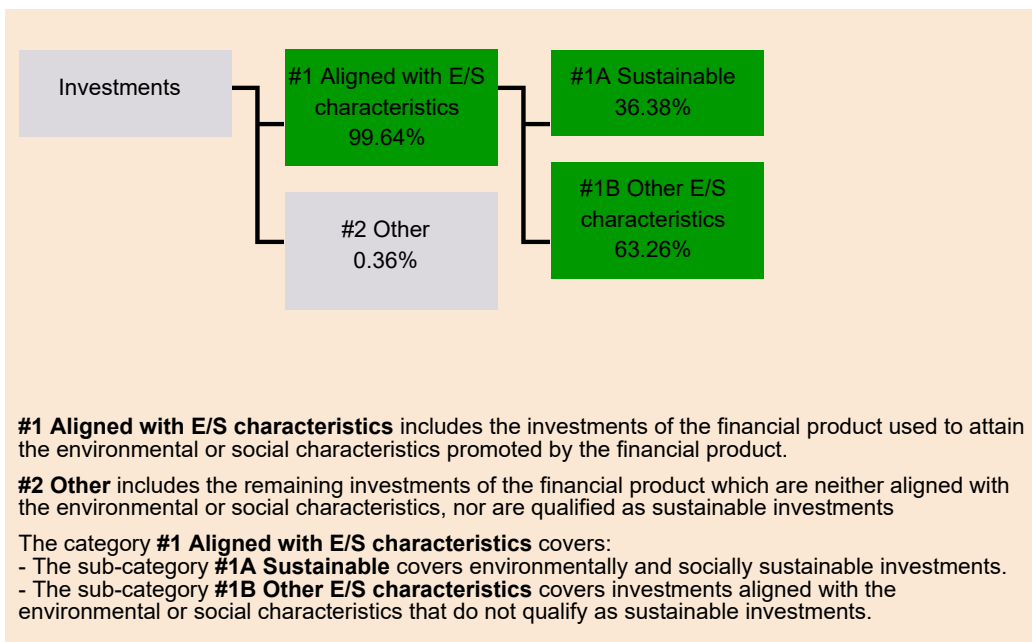 Investments
#1 Aligned with E/S
characteristics
99.64%
#2 Other
0.36%
#1A Sustainable
36.38%
#1B Other E/S
characteristics
63.26%
#1 Aligned with E/S characteristics includes the investments of the financial product used to attain
the environmental or social characteristics promoted by the financial product.
#2 Other includes the remaining investments of the financial product which are neither aligned with
the environmental or social characteristics, nor are qualified as sustainable investments
The category #1 Aligned with E/S characteristics covers:
- The sub-category #1A Sustainable covers environmentally and socially sustainable investments.
- The sub-category #1B Other E/S characteristics covers investments aligned with the
environmental or social characteristics that do not qualify as sustainable investments.